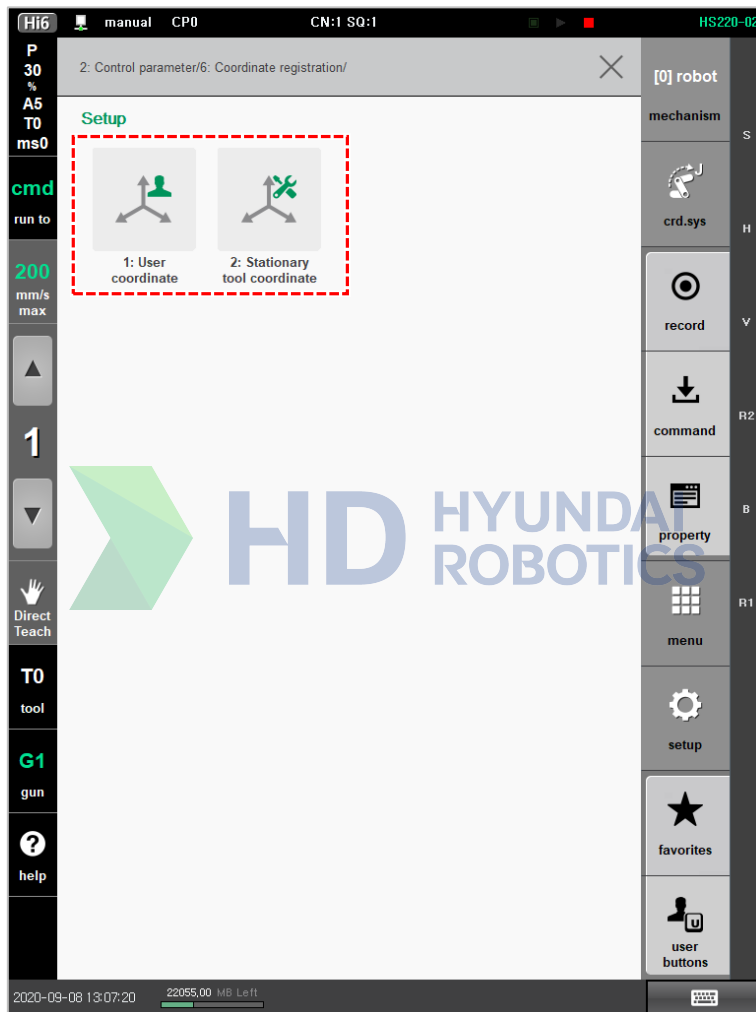 Hi6 manual CP0 CN:1 SQ:1 HS220-02
P
30
%
A5
T0
ms0
cmd
run to
200
mm/s
max
1
Direct
Teach
T0
tool
G1
gun
?
help
2: Control parameter/6: Coordinate registration/
Setup
1: User
coordinate
2: Stationary
tool coordinate
HD HYUNDAI
ROBOTICS
[0] robot
mechanism
J
crd.sys
record
command
property
menu
setup
favorites
U
user
buttons
S
H
V
R2
B
R1
2020-09-08 13:07:20 22055,00 MB Left